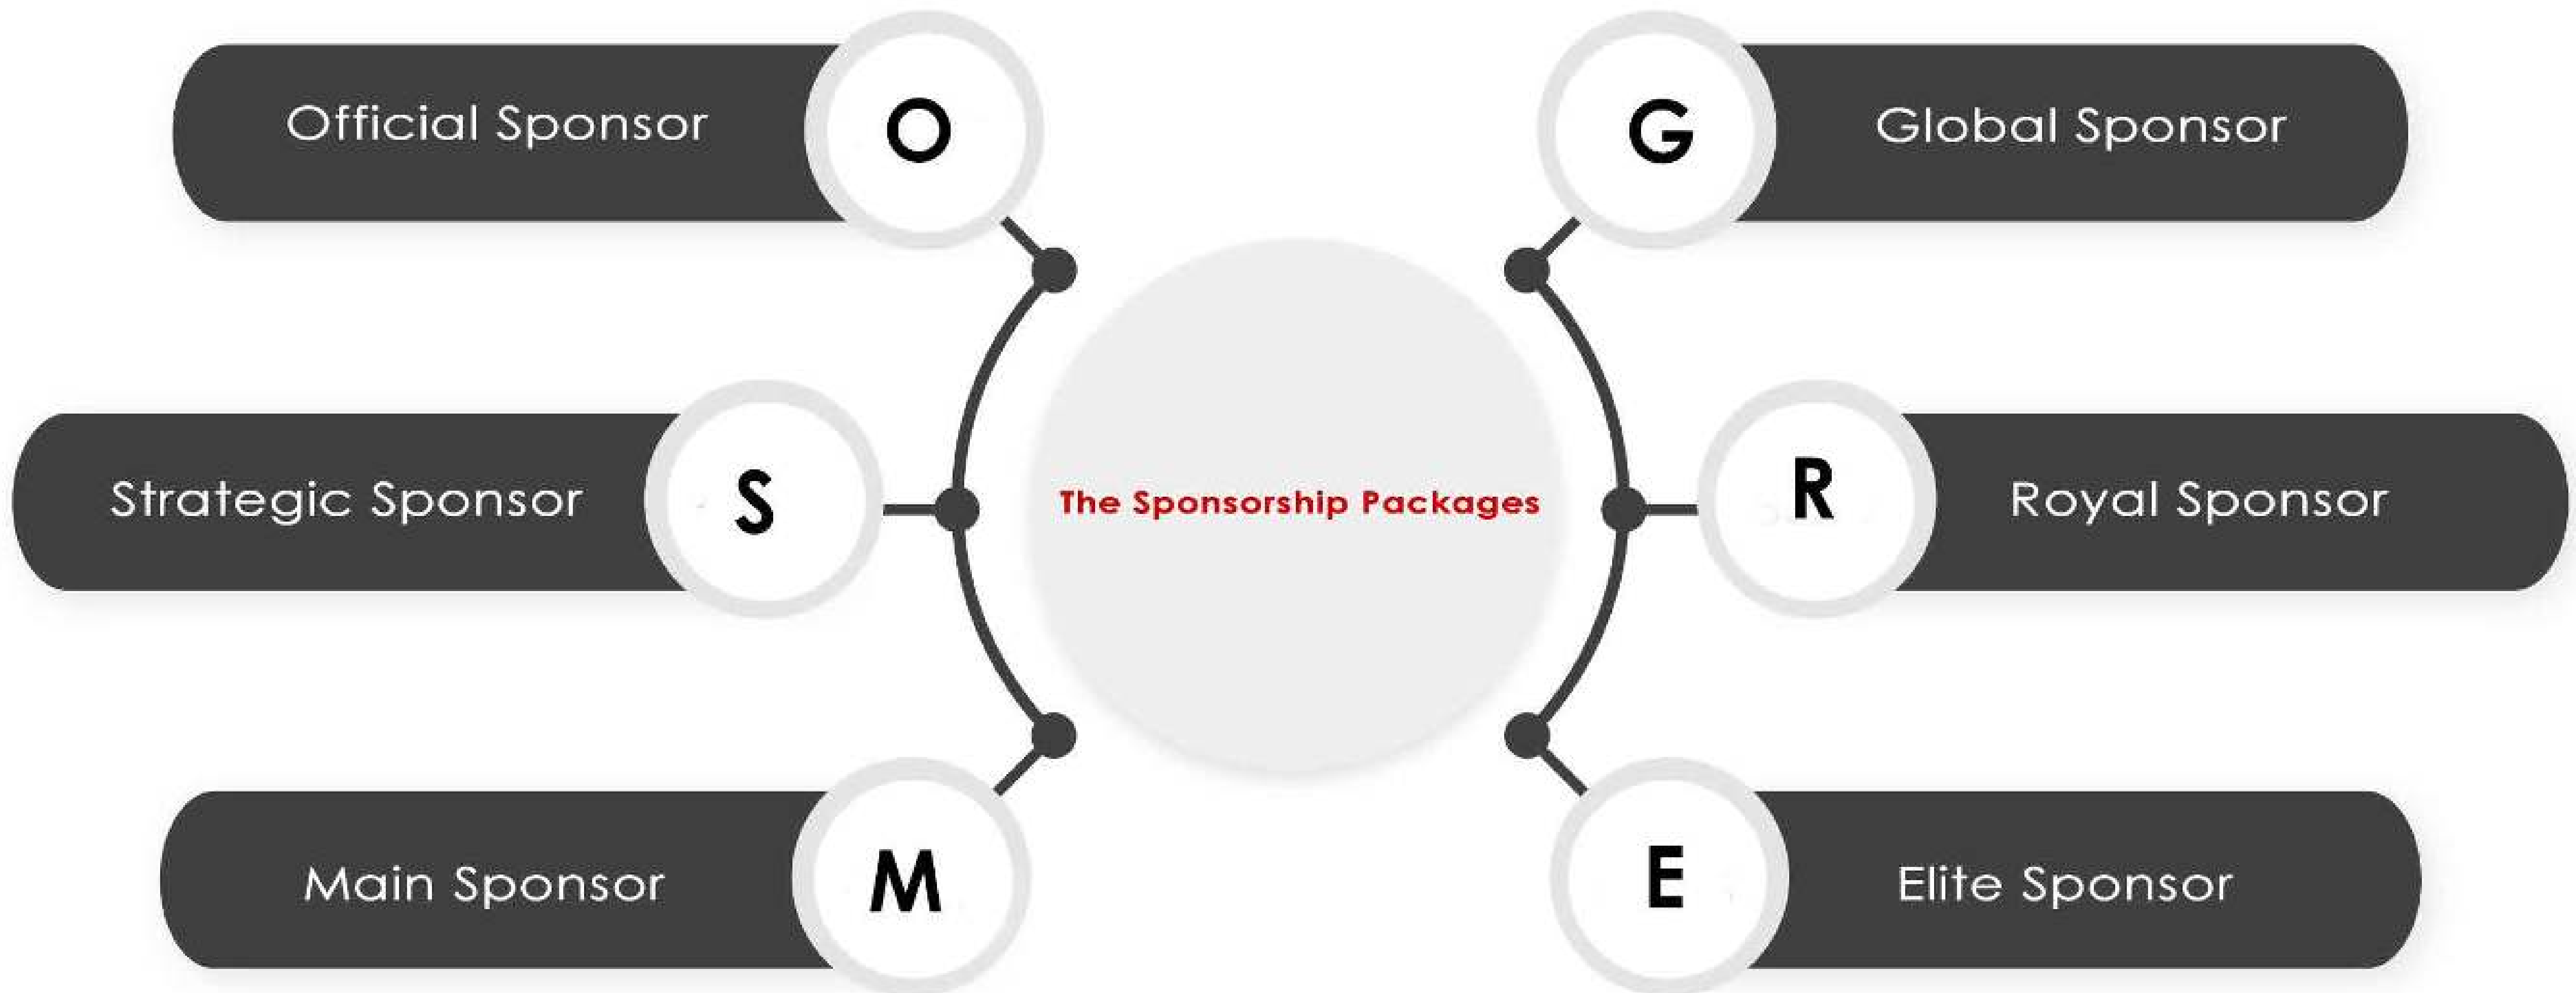 Official Sponsor
O
G
Global Sponsor
Strategic Sponsor
S
The Sponsorship Packages
R
Royal Sponsor
Main Sponsor
M
E
Elite Sponsor